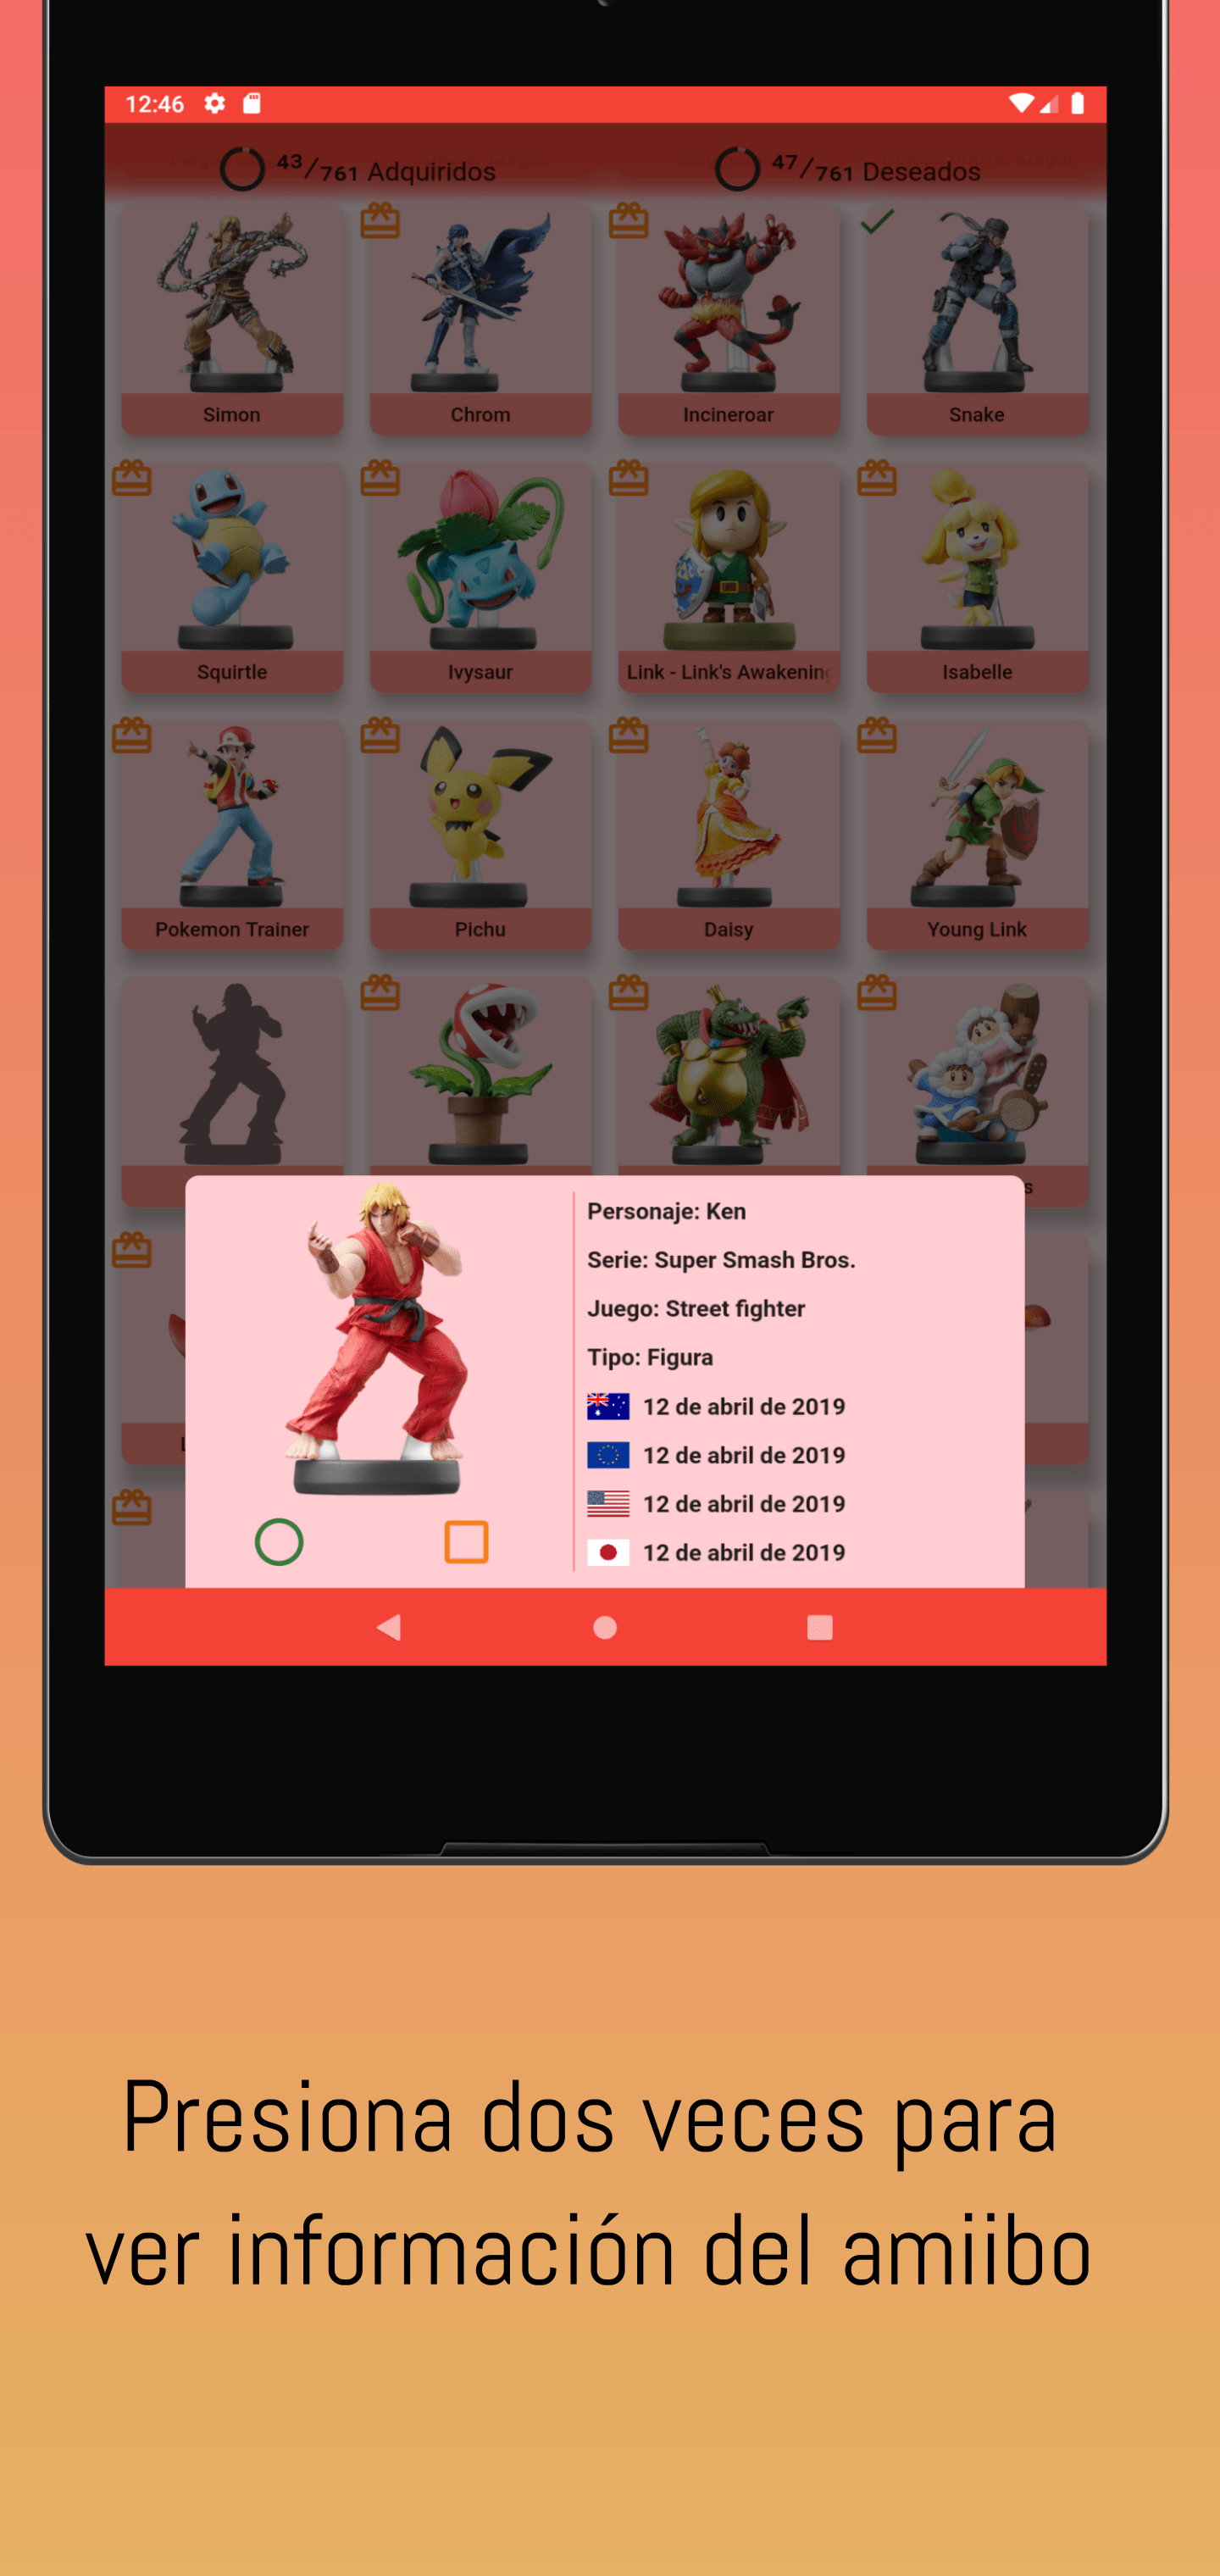 12:46
43/761 Adquiridos
47/761 Deseados
Simon
Chrom
Incineroar
Snake
Squirtle
Ivysaur
Link - Link's Awakening
Isabelle
Pokemon Trainer
Pichu
Daisy
Young Link
s
Personaje: Ken
Serie: Super Smash Bros.
Juego: Street fighter
Tipo: Figura
12 de abril de 2019
12 de abril de 2019
12 de abril de 2019
12 de abril de 2019
Presiona dos veces para
ver información del amiibo